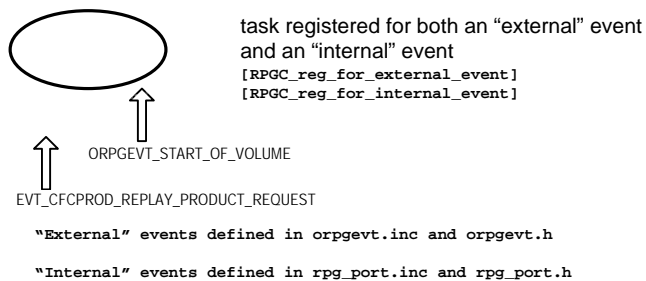 task registered for both an “external” event
and an “internal” event
[RPGC_reg_for_external_event]
[RPGC_reg_for_internal_event]
ORPGEVT_START_OF_VOLUME
EVT_CFCPROD_REPLAY_PRODUCT_REQUEST
“External” events defined in orpgevt.inc and orpgevt.h
“Internal” events defined in rpg_port.inc and rpg_port.h